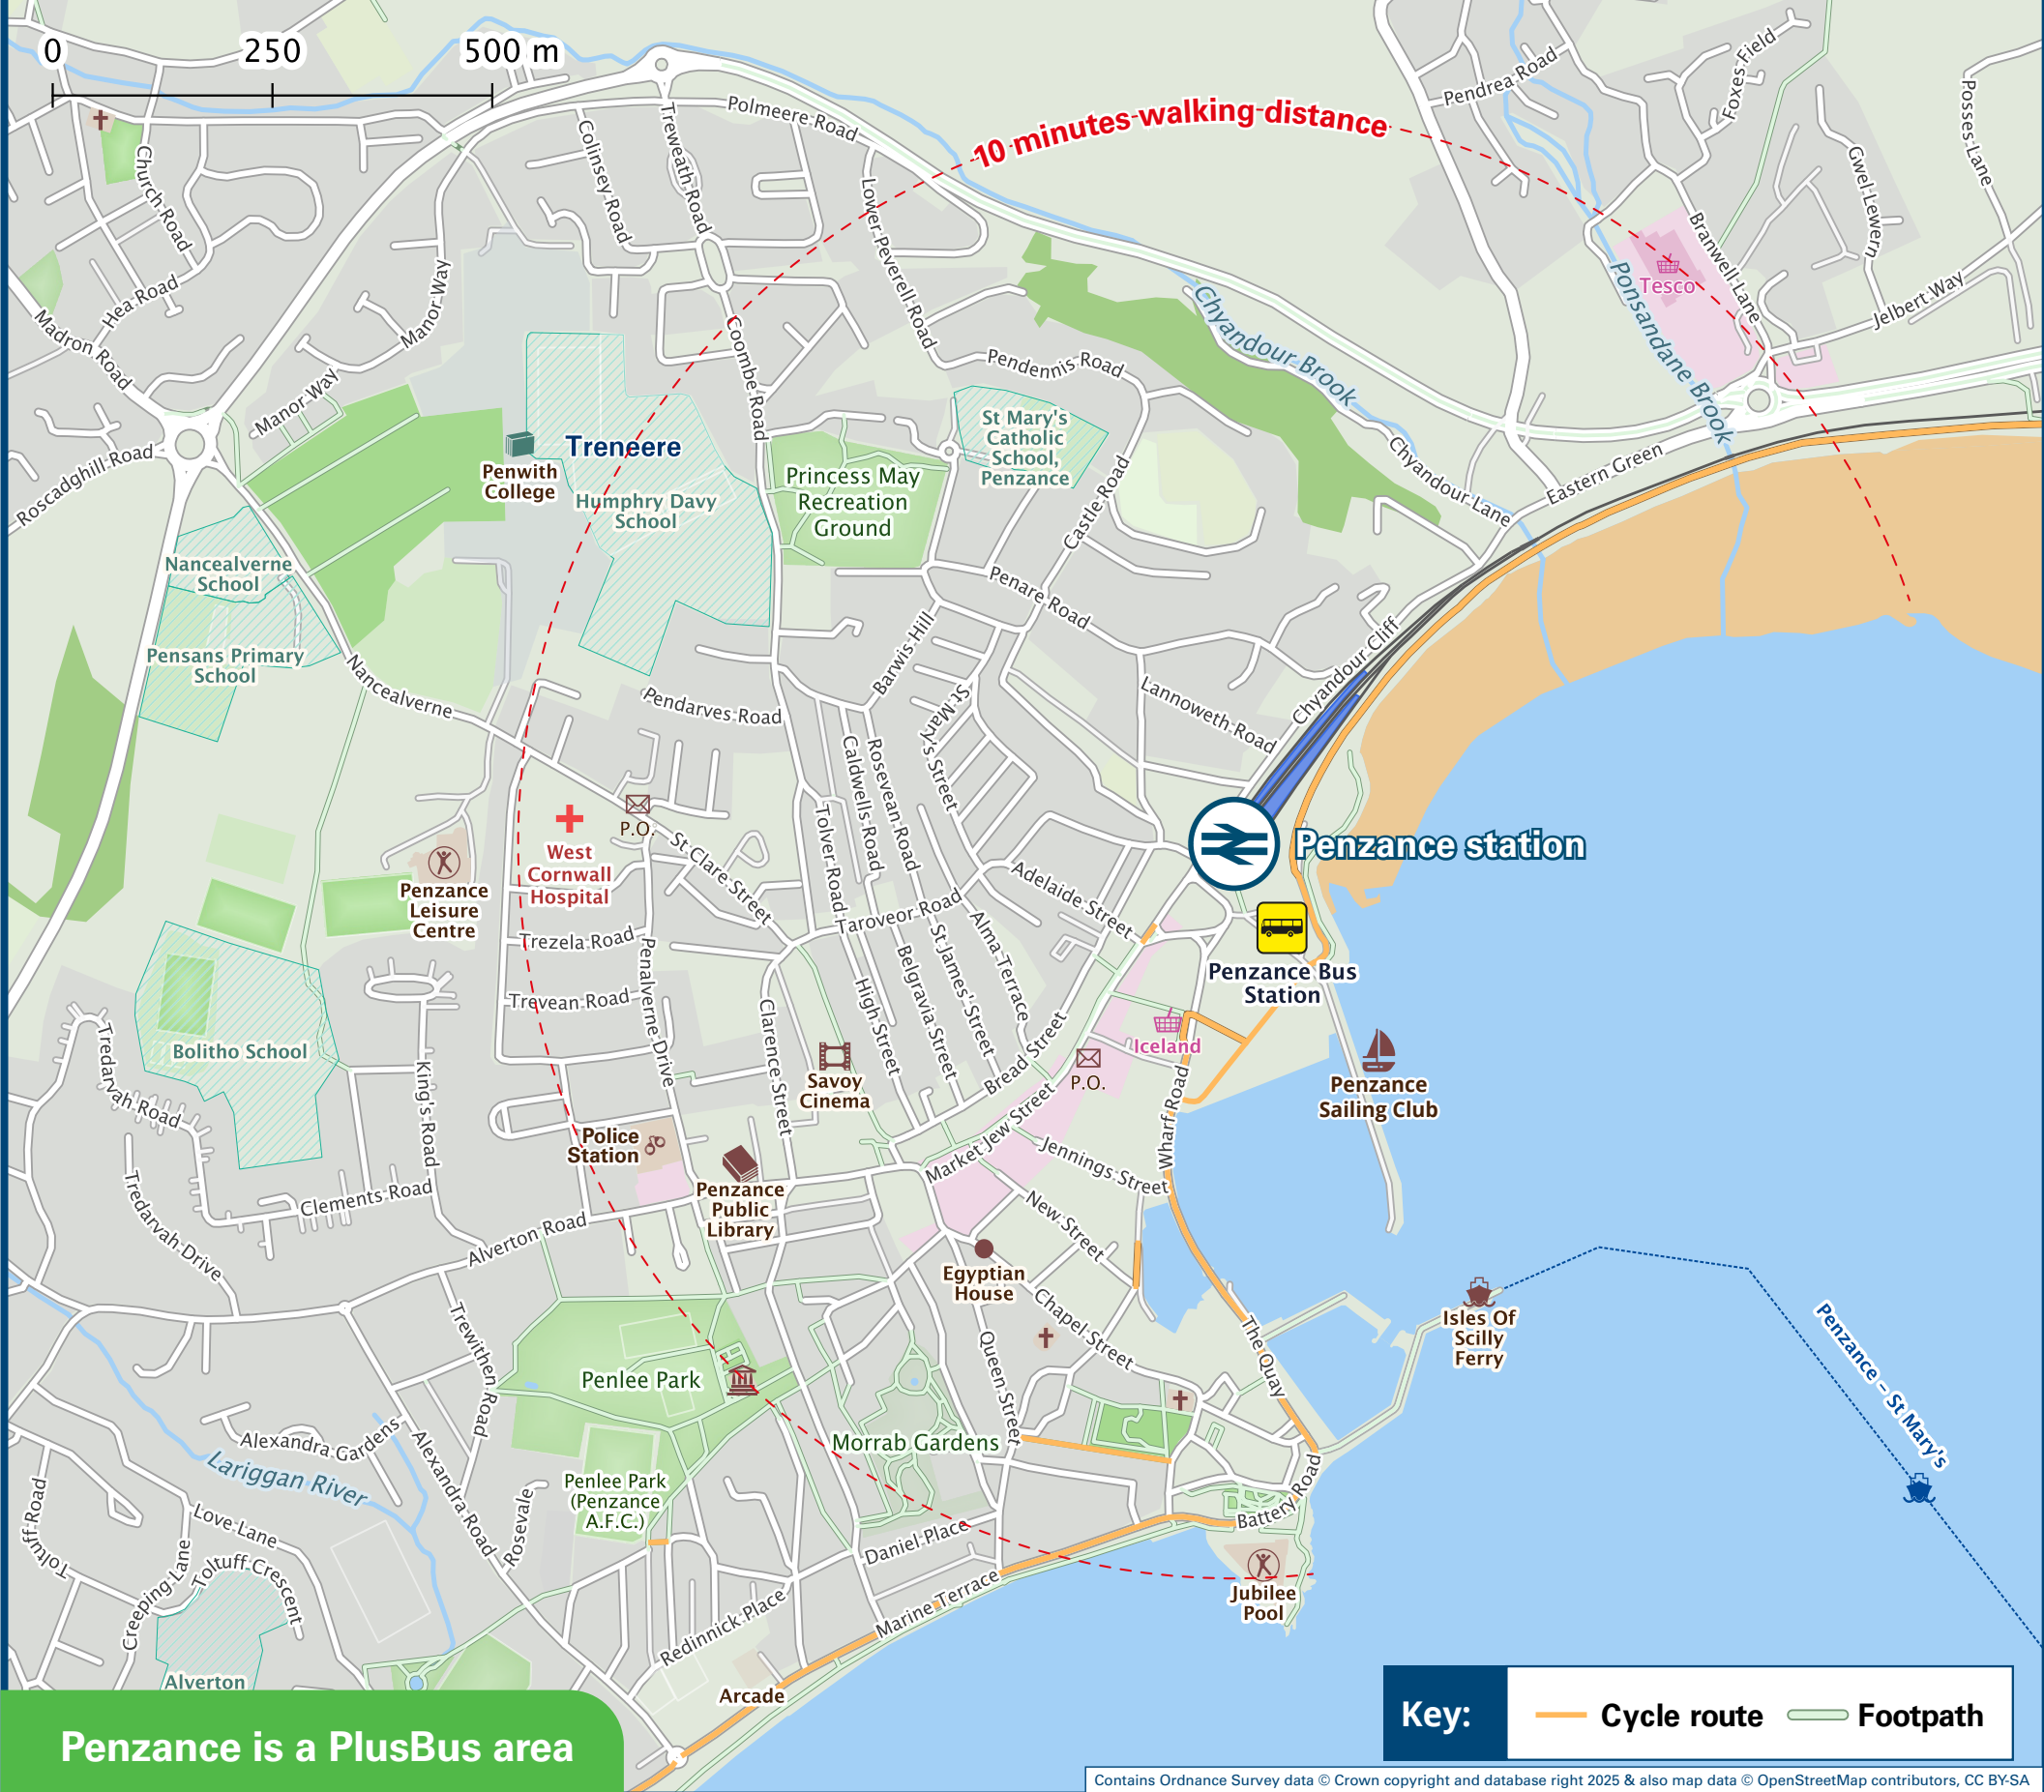 0 250 500 m
10 minutes walking distance
Polmeere Road
Colinsey Road
Treweath Road
Church Road
Hea Road
Madron Road
Manor Way
Manor Way
Roscadghill Road
Lower Peverell Road
Coombe Road
Pendennis Road
Pendrea Road
Foxes Field
Posses Lane
Gwel Lewern
Branwell Lane
Jelbert Way
Tesco
Ponsandane Brook
Chyandour Brook
Chyandour Lane
Eastern Green
Penwith
College
Treneere
Humphry Davy
School
Princess May
Recreation
Ground
St Mary's
Catholic
School,
Penzance
Castle Road
Penare Road
Nancealverne
School
Pensans Primary
School
Nancealverne
Pendarves Road
Barwis Hill
St Mary's Street
Lannoweth Road
Chyandour Cliff
Caldwells Road
Rosevean Road
Tolver Road
P.O.
West
Cornwall
Hospital
St Clare Street
Penzance
Leisure
Centre
Adelaide Street
Penzance station
Taroveor Road
Trezela Road
Penalverne Drive
Trevean Road
Alma Terrace
St James' Street
Belgravia Street
High Street
Clarence Street
Bread Street
Penzance Bus
Station
Iceland
P.O.
Wharf Road
Penzance
Sailing Club
Bolitho School
Tredarvah Road
King's Road
Savoy
Cinema
Police
Station
Market Jew Street
Jennings Street
Penzance
Public
Library
Clements Road
Tredarvah Drive
Alverton Road
New Street
Egyptian
House
Chapel Street
The Quay
Isles Of
Scilly
Ferry
Penzance – St Mary's
Trewithen Road
Penlee Park
Queen Street
Morrab Gardens
Alexandra Gardens
Alexandra Road
Lariggan River
Penlee Park
(Penzance
A.F.C.)
Battery Road
Toltuff Road
Love Lane
Rosevale
Daniel Place
Toltuff Crescent
Creeping Lane
Marine Terrace
Jubilee
Pool
Redinnick Place
Alverton
Arcade
Penzance is a PlusBus area
Key: Cycle route Footpath
Contains Ordnance Survey data © Crown copyright and database right 2025 & also map data © OpenStreetMap contributors, CC BY-SA